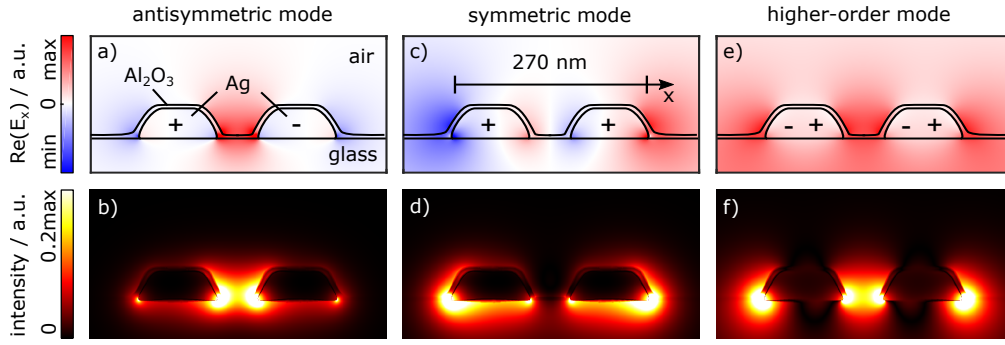 antisymmetric mode
symmetric mode
higher-order mode
Re(Eₓ) / a.u.
min 0 max
a)
air
Al₂O₃
Ag
+
-
glass
c)
270 nm
x
+
+
e)
- +
- +
intensity / a.u.
0 0.2max
b)
d)
f)